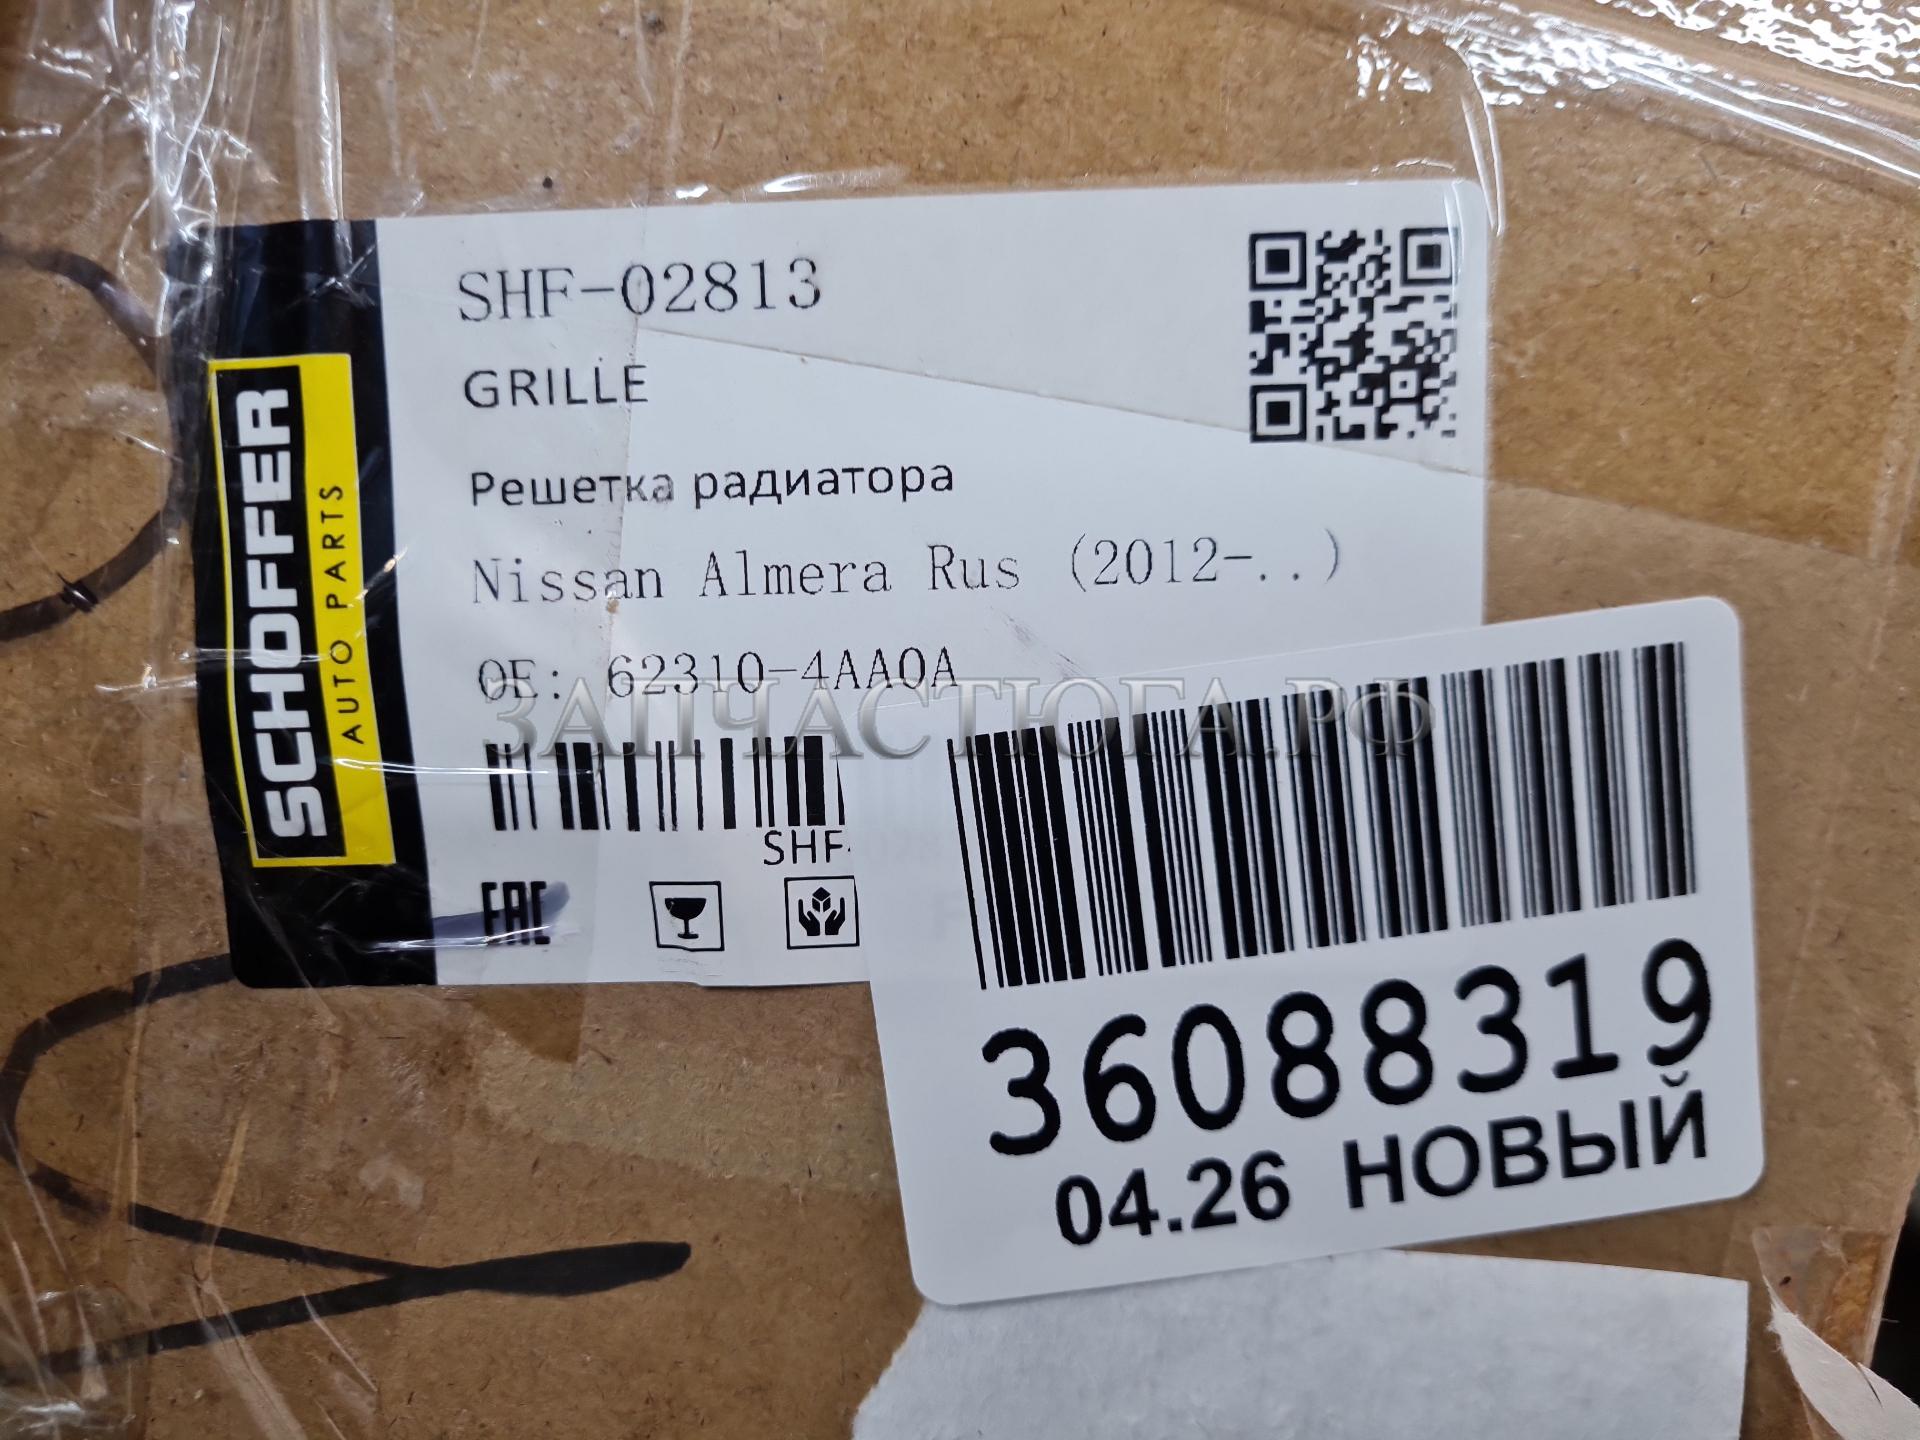 SHF-02813
GRILLE
Решетка радиатора
Nissan Almera Rus (2012-..)
OE: 62310-4AA0A
SCHOFFER
AUTO PARTS
ЗАПЧАСТЮГА.РФ
SHF-
EAC
36088319
04.26 НОВЫЙ